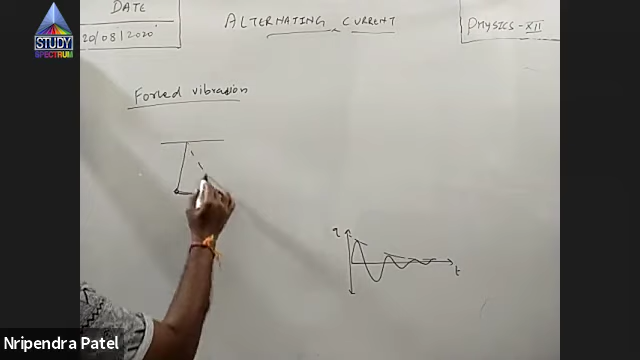 DATE
20/08/2020
ALTERNATING CURRENT
PHYSICS - XII
STUDY
SPECTRUM
Forced vibration
η
t
Nripendra Patel